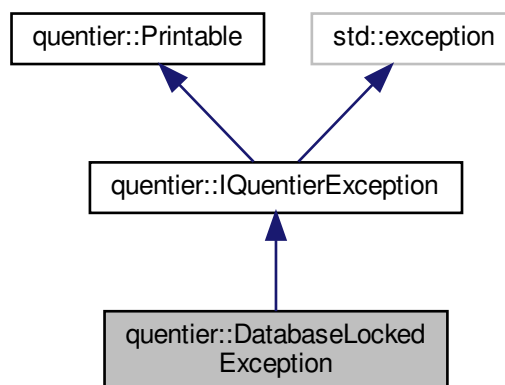 quentier::Printable
std::exception
quentier::IQuentierException
quentier::DatabaseLocked
Exception